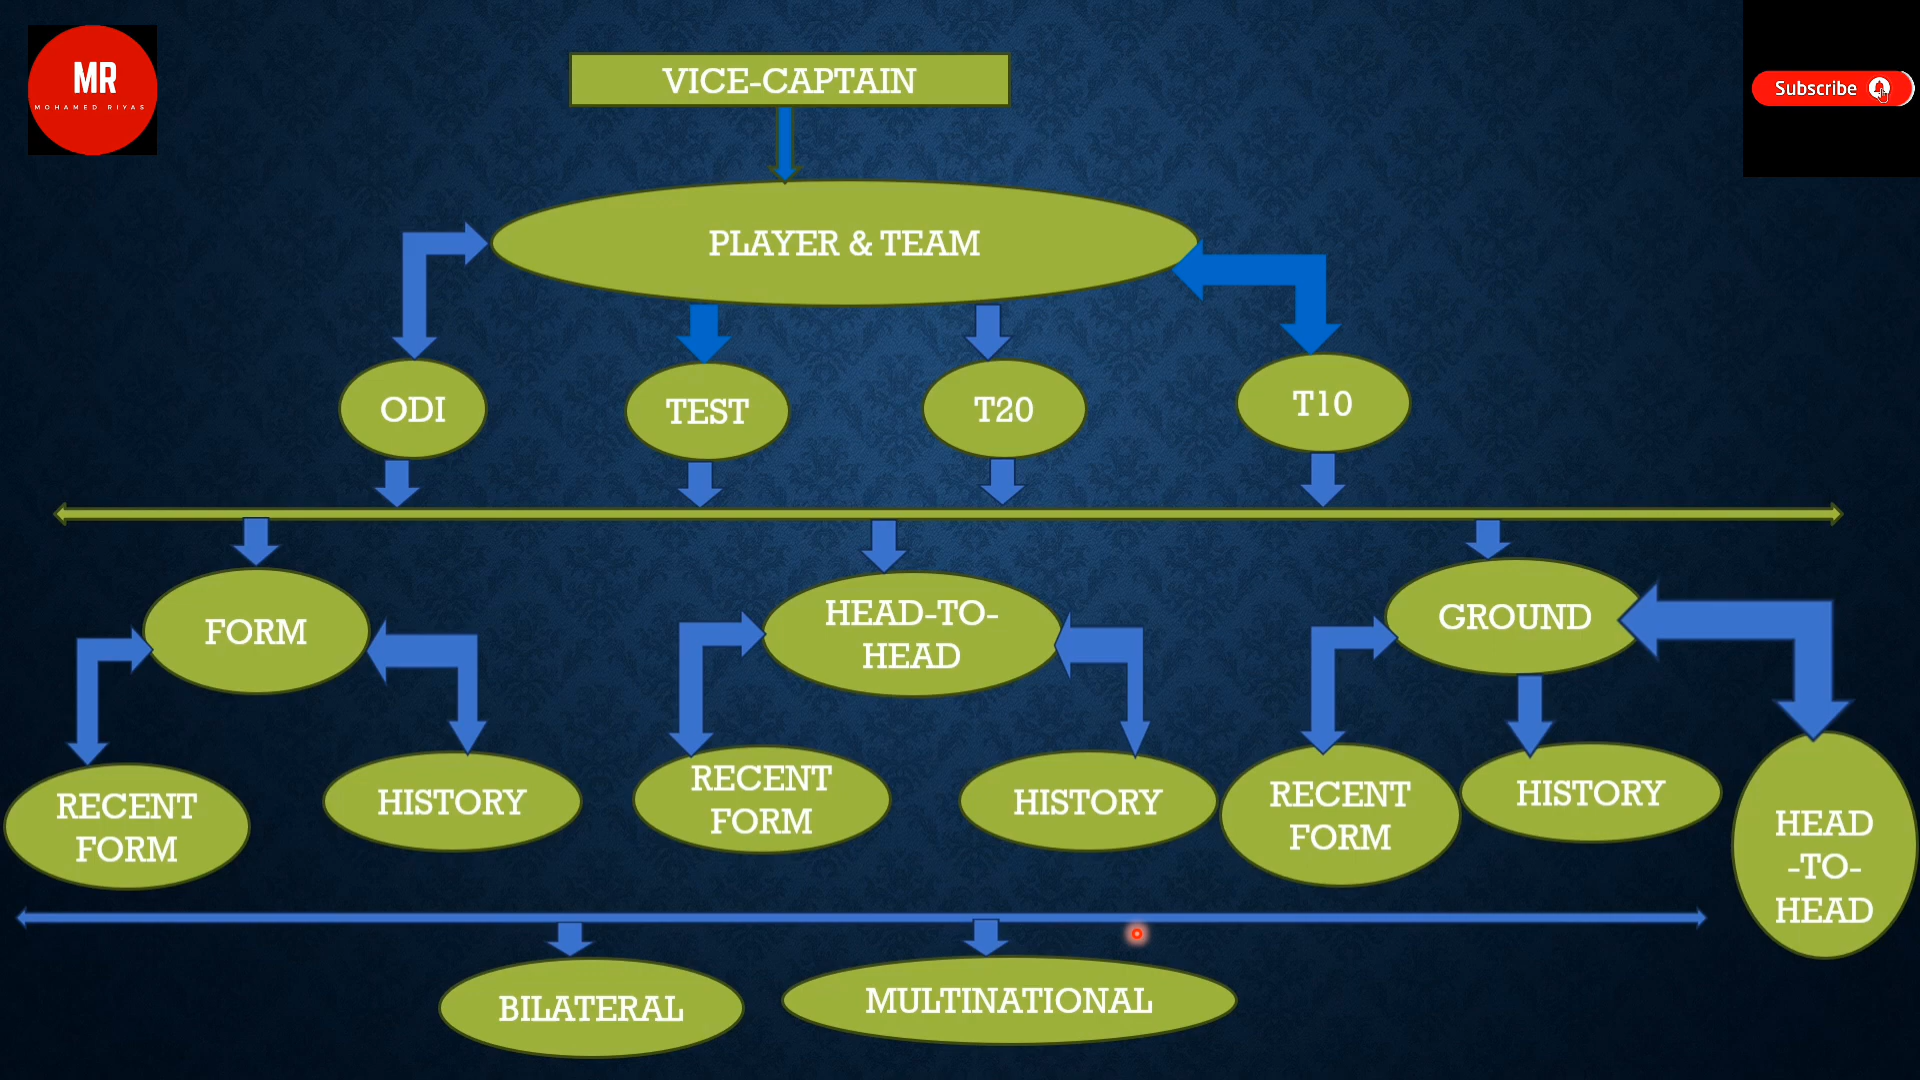 MR
MOHAMED RIYAS
Subscribe
VICE-CAPTAIN
PLAYER & TEAM
ODI
TEST
T20
T10
FORM
HEAD-TO-
HEAD
GROUND
RECENT
FORM
HISTORY
RECENT
FORM
HISTORY
RECENT
FORM
HISTORY
HEAD
-TO-
HEAD
BILATERAL
MULTINATIONAL